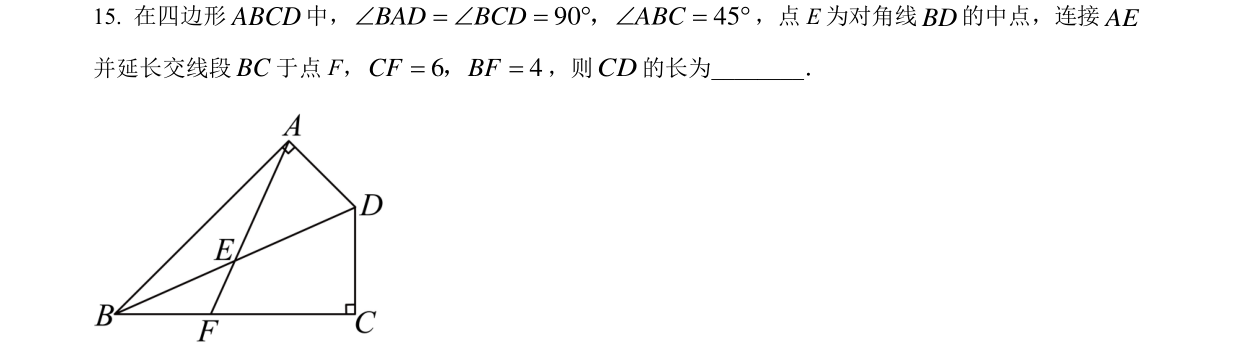 15. 在四边形 ABCD 中，∠BAD = ∠BCD = 90°，∠ABC = 45°，点 E 为对角线 BD 的中点，连接 AE
并延长交线段 BC 于点 F，CF = 6，BF = 4，则 CD 的长为________．
A
D
E
B
F
C